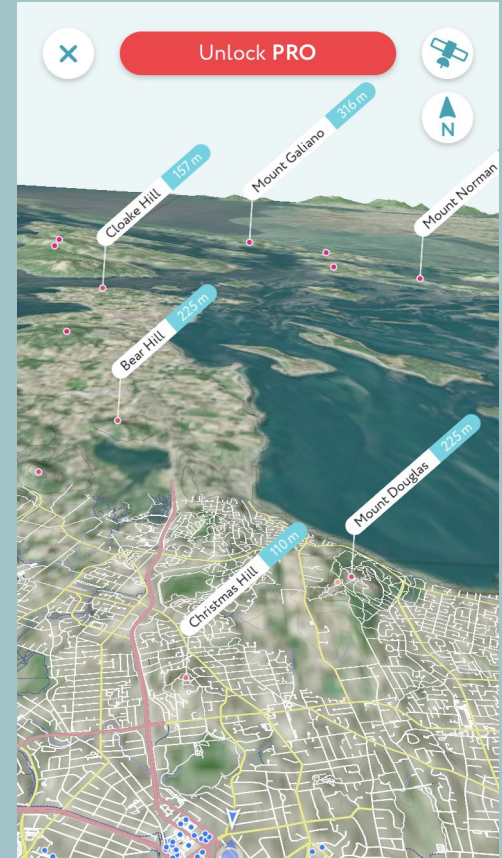 Unlock PRO
N
Mount Galiano 316 m
Cloake Hill 157 m
Mount Norman
Bear Hill 225 m
Mount Douglas 225 m
Christmas Hill 110 m